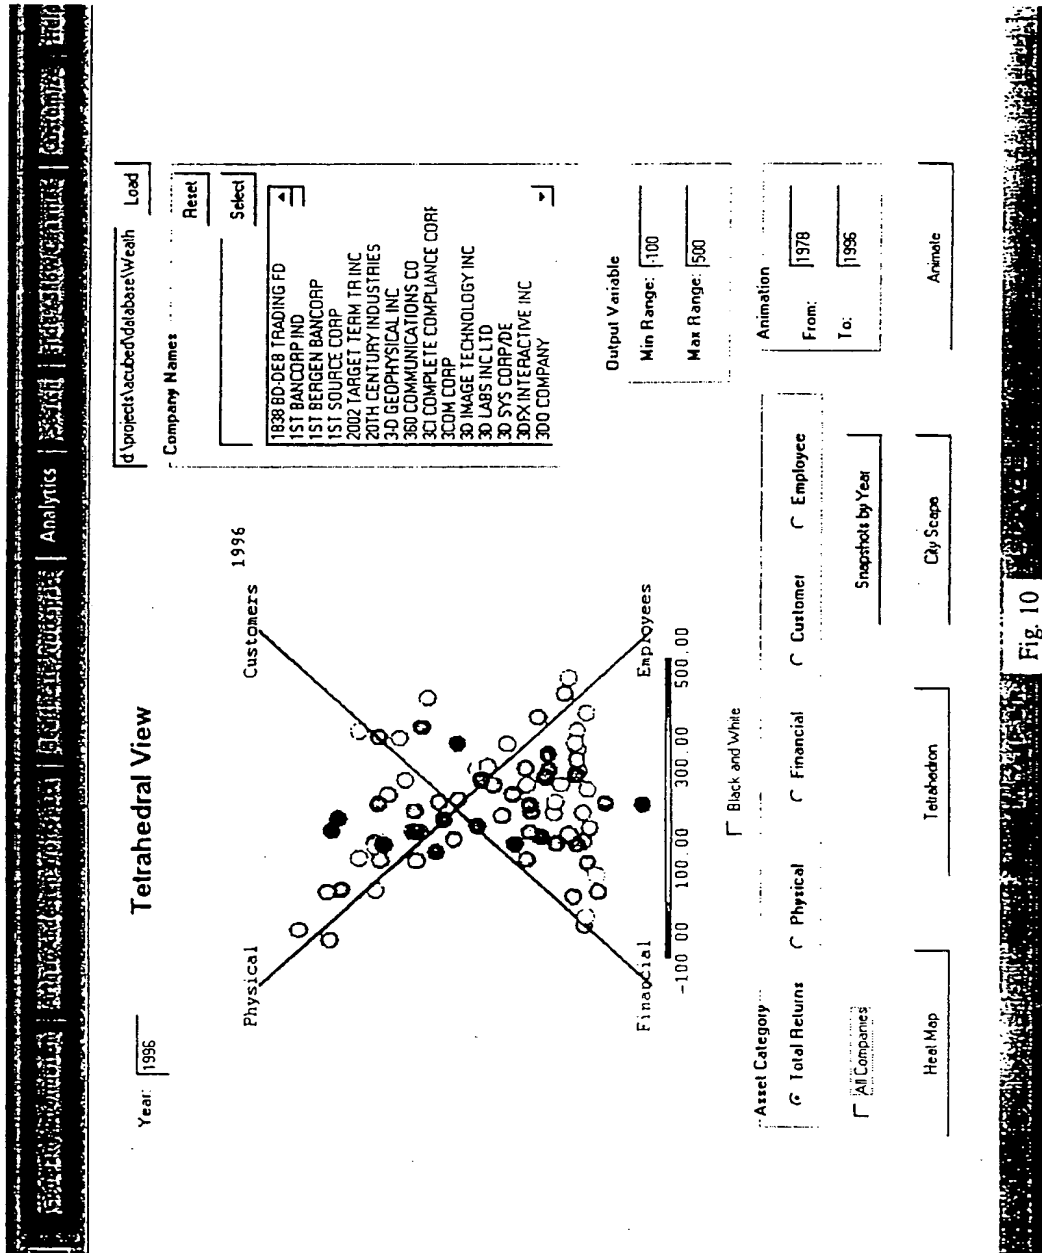 Analytics
Year: 1996
Tetrahedral View
d:\projects\acubed\database\Weath
Load
Company Names
Reset
Select
1838 BD-DEB TRADING FD
1ST BANCORP IND
1ST BERGEN BANCORP
1ST SOURCE CORP
2002 TARGET TERM TR INC
20TH CENTURY INDUSTRIES
3-D GEOPHYSICAL INC
360 COMMUNICATIONS CO
3CI COMPLETE COMPLIANCE CORF
3COM CORP
3D IMAGE TECHNOLOGY INC
3D LABS INC LTD
3D SYS CORP/DE
3DFX INTERACTIVE INC
3DO COMPANY
Physical
Customers
1996
Financial
Employees
-100 00 100 00 300 . 00 500 . 00
Black and White
Output Variable
Min Range: -100
Max Range: 500
Asset Category
Total Returns Physical Financial Customer Employee
All Companies
Snapshots by Year
Animation
From: 1978
To: 1996
Heat Map
Tetrahedron
City Scape
Animate
Fig. 10